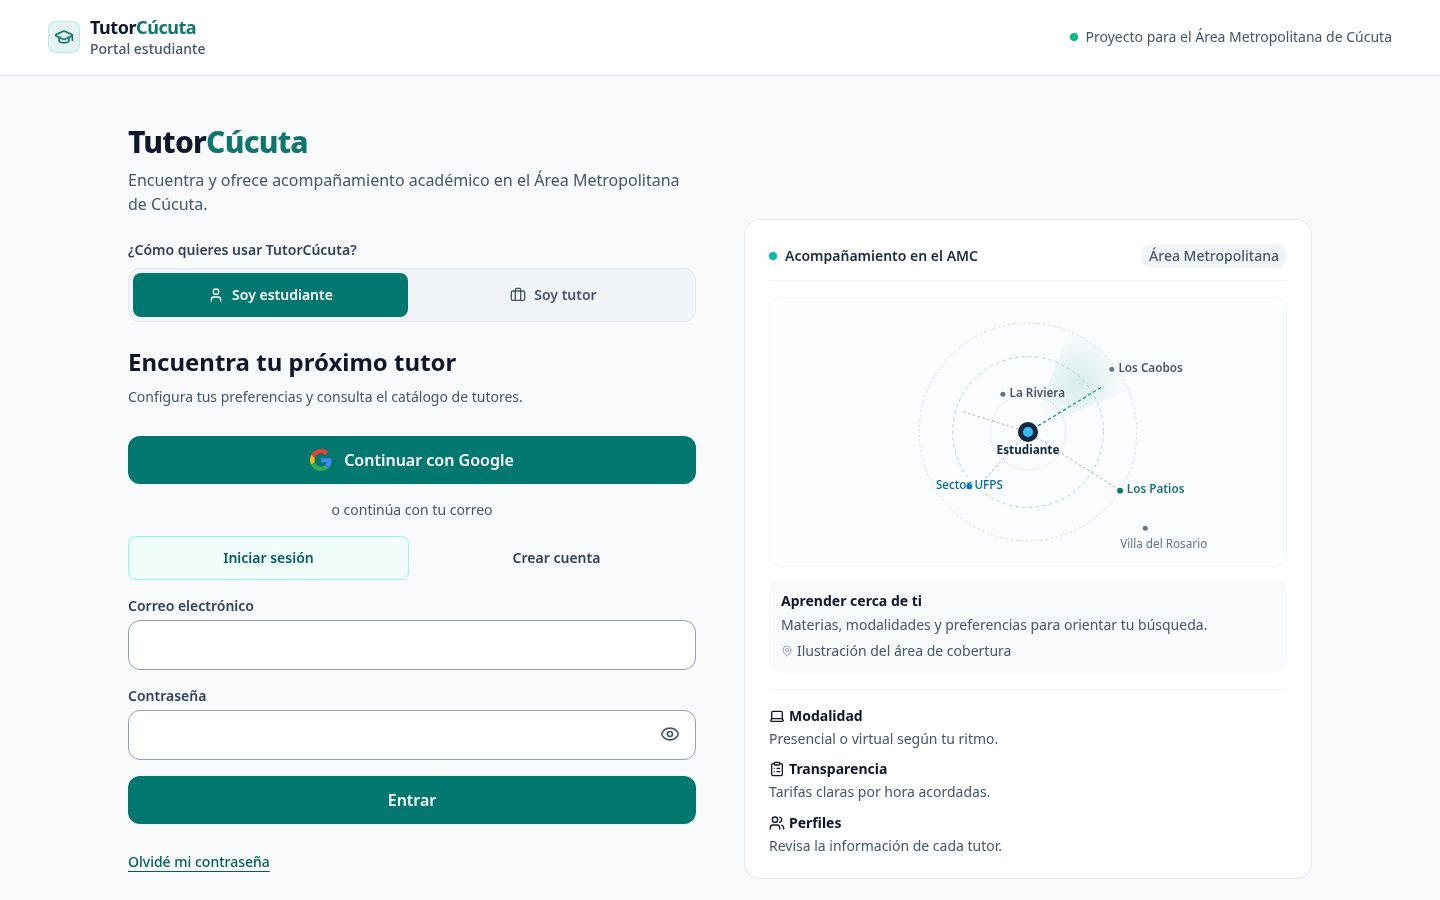 TutorCúcuta
Portal estudiante
Proyecto para el Área Metropolitana de Cúcuta
TutorCúcuta
Encuentra y ofrece acompañamiento académico en el Área Metropolitana
de Cúcuta.
¿Cómo quieres usar TutorCúcuta?
Soy estudiante
Soy tutor
Encuentra tu próximo tutor
Configura tus preferencias y consulta el catálogo de tutores.
Continuar con Google
o continúa con tu correo
Iniciar sesión
Crear cuenta
Correo electrónico
Contraseña
Entrar
Olvidé mi contraseña
Acompañamiento en el AMC
Área Metropolitana
Los Caobos
La Riviera
Estudiante
Sector UFPS
Los Patios
Villa del Rosario
Aprender cerca de ti
Materias, modalidades y preferencias para orientar tu búsqueda.
Ilustración del área de cobertura
Modalidad
Presencial o virtual según tu ritmo.
Transparencia
Tarifas claras por hora acordadas.
Perfiles
Revisa la información de cada tutor.